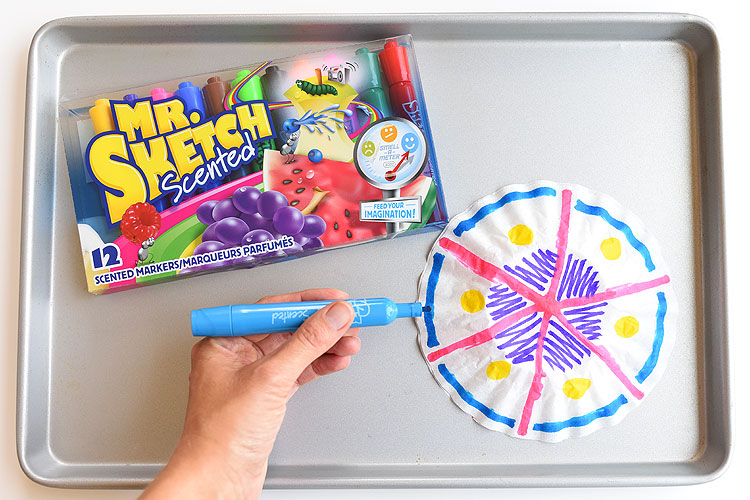 MR.
SKETCH
Scented
SMELL
-A-
METER
FEED YOUR
IMAGINATION!
12
SCENTED MARKERS/MARQUEURS PARFUMÉS
Scented